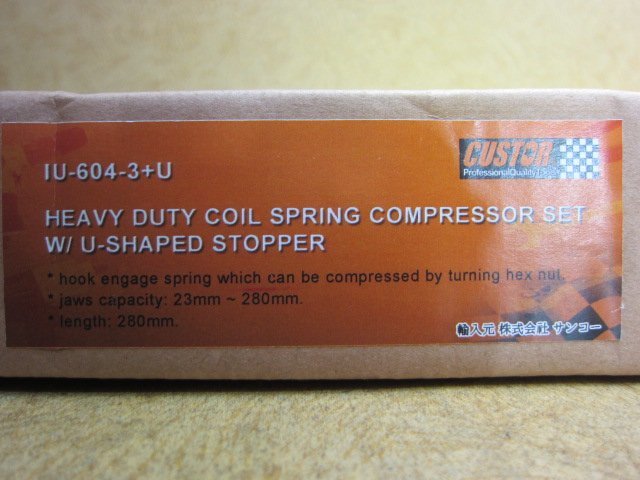 IU-604-3+U
CUSTOR
ProfessionalQuality
HEAVY DUTY COIL SPRING COMPRESSOR SET
W/ U-SHAPED STOPPER
* hook engage spring which can be compressed by turning hex nut.
* jaws capacity: 23mm ~ 280mm.
* length: 280mm.
輸入元 株式会社 サンコー